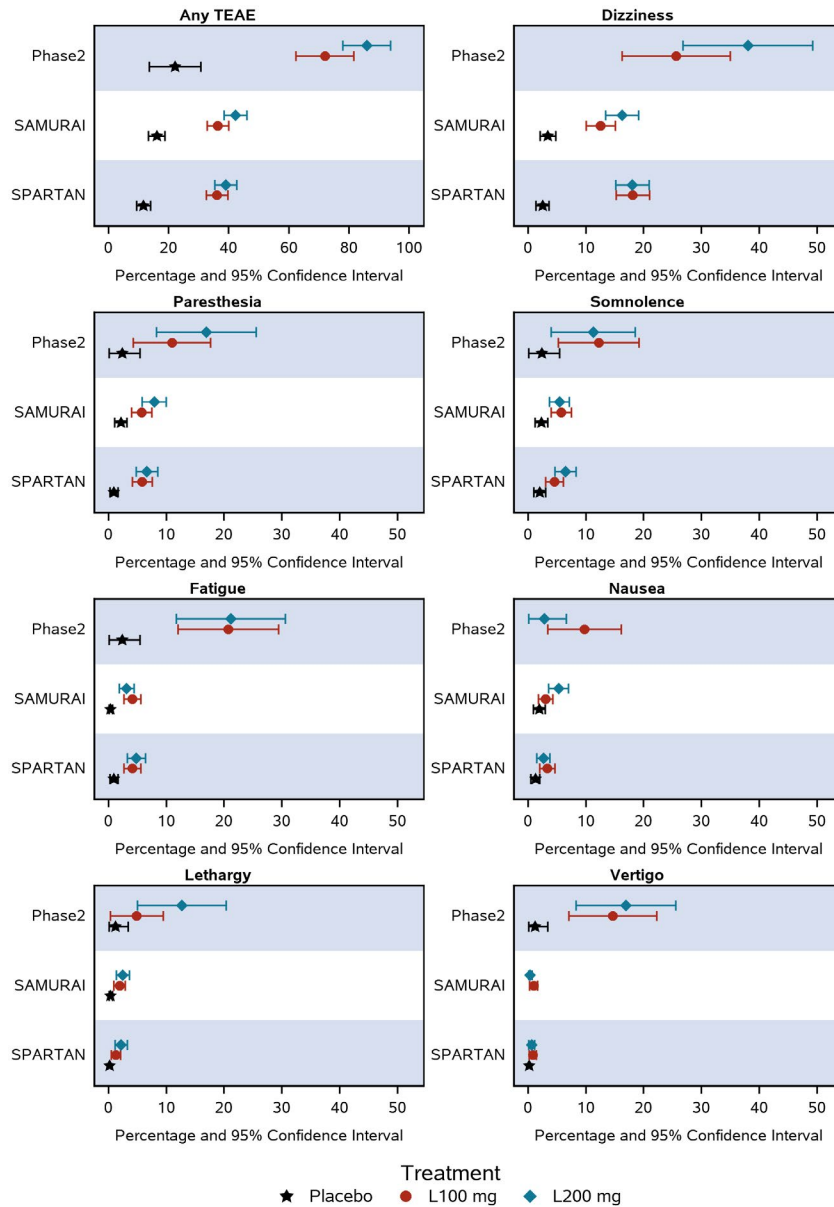 Any TEAE
Dizziness
Phase2
SAMURAI
SPARTAN
0 20 40 60 80 100
Percentage and 95% Confidence Interval
Phase2
SAMURAI
SPARTAN
0 10 20 30 40 50
Percentage and 95% Confidence Interval
Paresthesia
Somnolence
Phase2
SAMURAI
SPARTAN
0 10 20 30 40 50
Percentage and 95% Confidence Interval
Phase2
SAMURAI
SPARTAN
0 10 20 30 40 50
Percentage and 95% Confidence Interval
Fatigue
Nausea
Phase2
SAMURAI
SPARTAN
0 10 20 30 40 50
Percentage and 95% Confidence Interval
Phase2
SAMURAI
SPARTAN
0 10 20 30 40 50
Percentage and 95% Confidence Interval
Lethargy
Vertigo
Phase2
SAMURAI
SPARTAN
0 10 20 30 40 50
Percentage and 95% Confidence Interval
Phase2
SAMURAI
SPARTAN
0 10 20 30 40 50
Percentage and 95% Confidence Interval
Treatment
Placebo L100 mg L200 mg